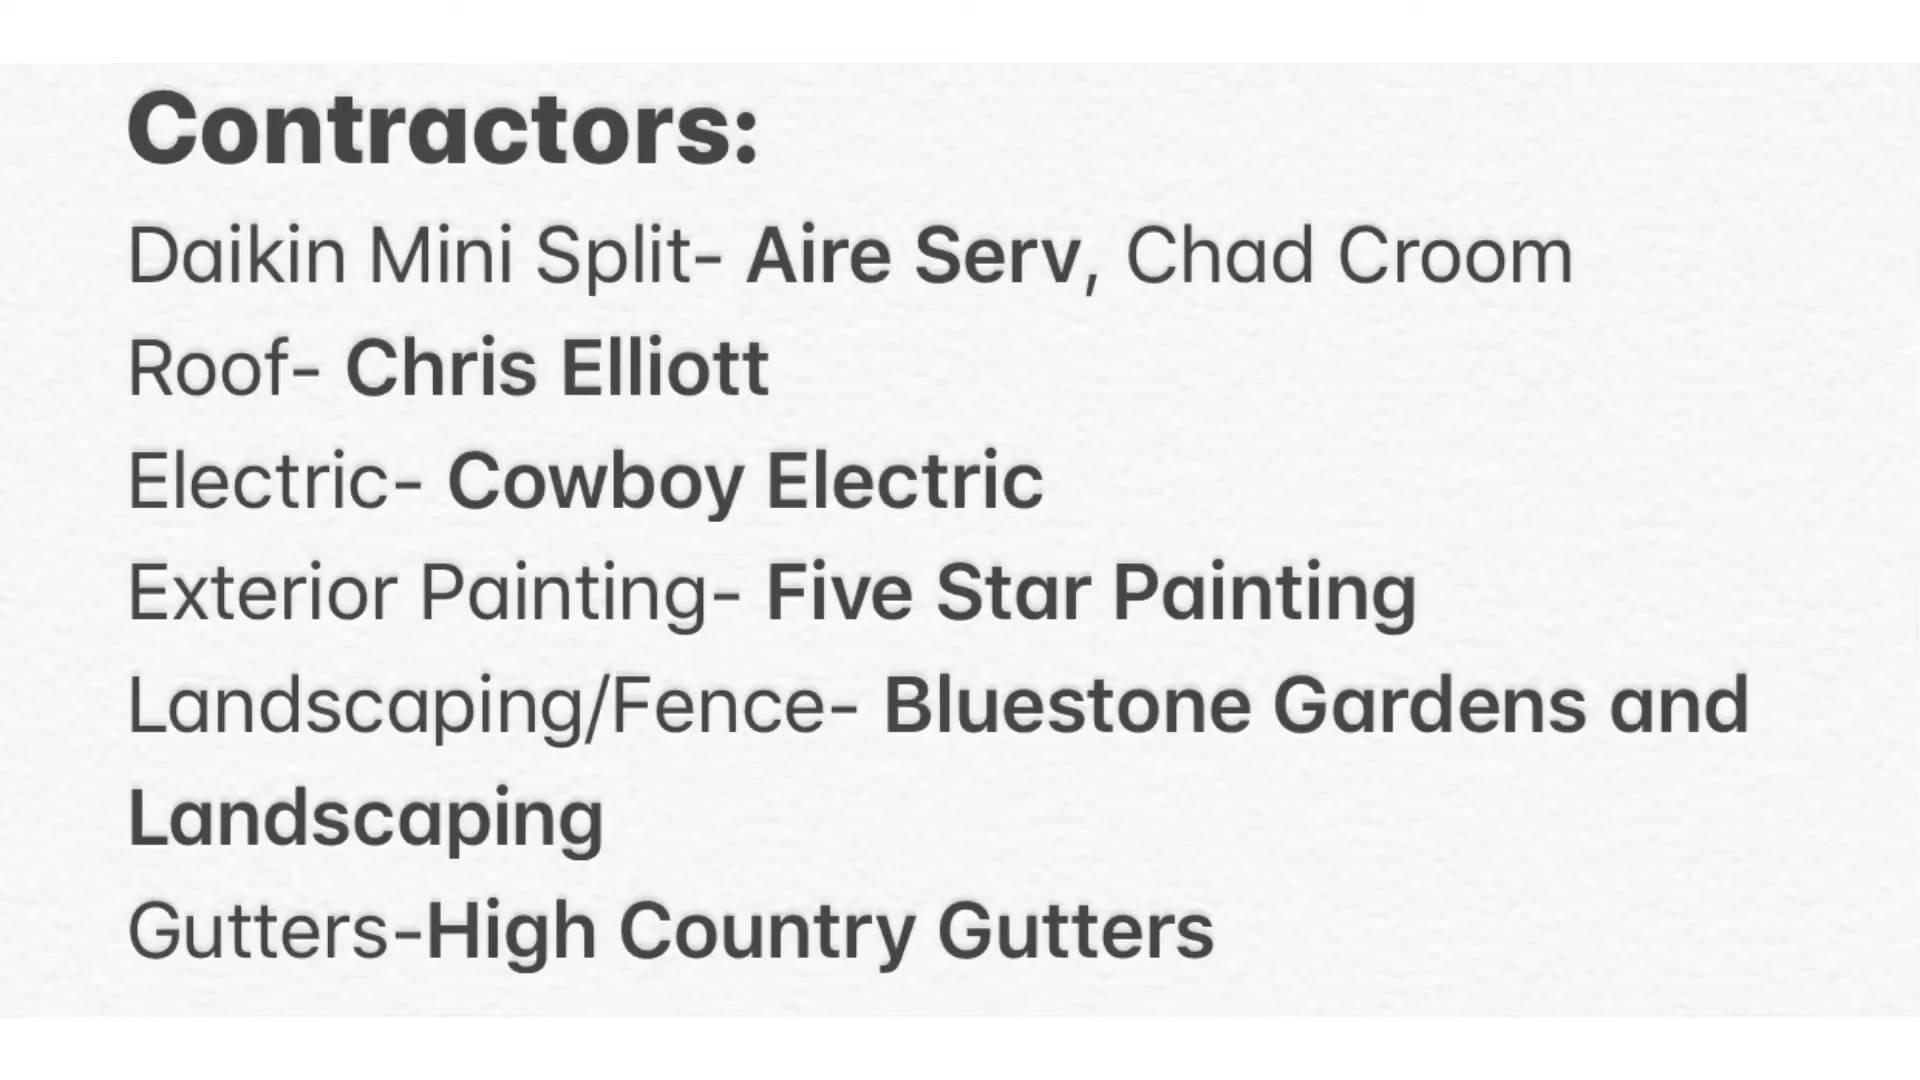 Contractors:
Daikin Mini Split- Aire Serv, Chad Croom
Roof- Chris Elliott
Electric- Cowboy Electric
Exterior Painting- Five Star Painting
Landscaping/Fence- Bluestone Gardens and
Landscaping
Gutters-High Country Gutters